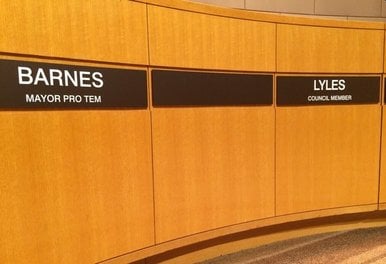 BARNES
MAYOR PRO TEM
LYLES
COUNCIL MEMBER